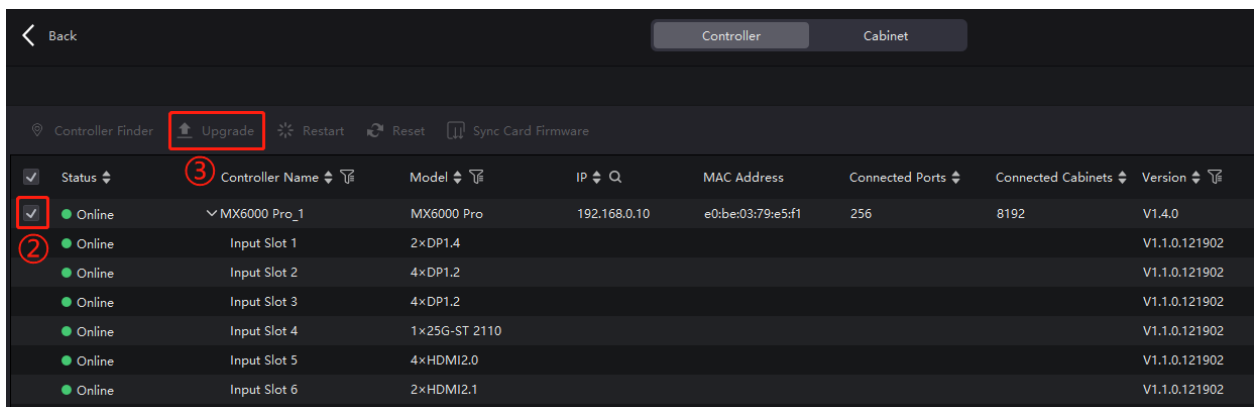 Back Controller Cabinet
Controller Finder Upgrade Restart Reset Sync Card Firmware
③
Status Controller Name Model IP MAC Address Connected Ports Connected Cabinets Version
Online MX6000 Pro_1 MX6000 Pro 192.168.0.10 e0:be:03:79:e5:f1 256 8192 V1.4.0
②
Online Input Slot 1 2×DP1.4 V1.1.0.121902
Online Input Slot 2 4×DP1.2 V1.1.0.121902
Online Input Slot 3 4×DP1.2 V1.1.0.121902
Online Input Slot 4 1×25G-ST 2110 V1.1.0.121902
Online Input Slot 5 4×HDMI2.0 V1.1.0.121902
Online Input Slot 6 2×HDMI2.1 V1.1.0.121902